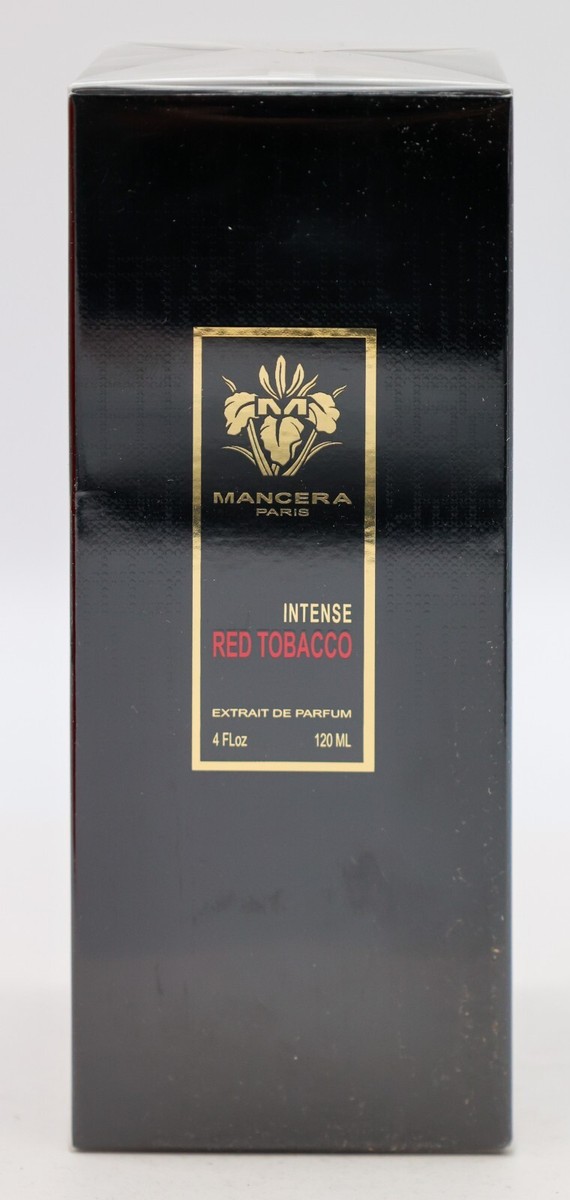 M
MANCERA
PARIS
INTENSE
RED TOBACCO
EXTRAIT DE PARFUM
4 FLoz 120 ML